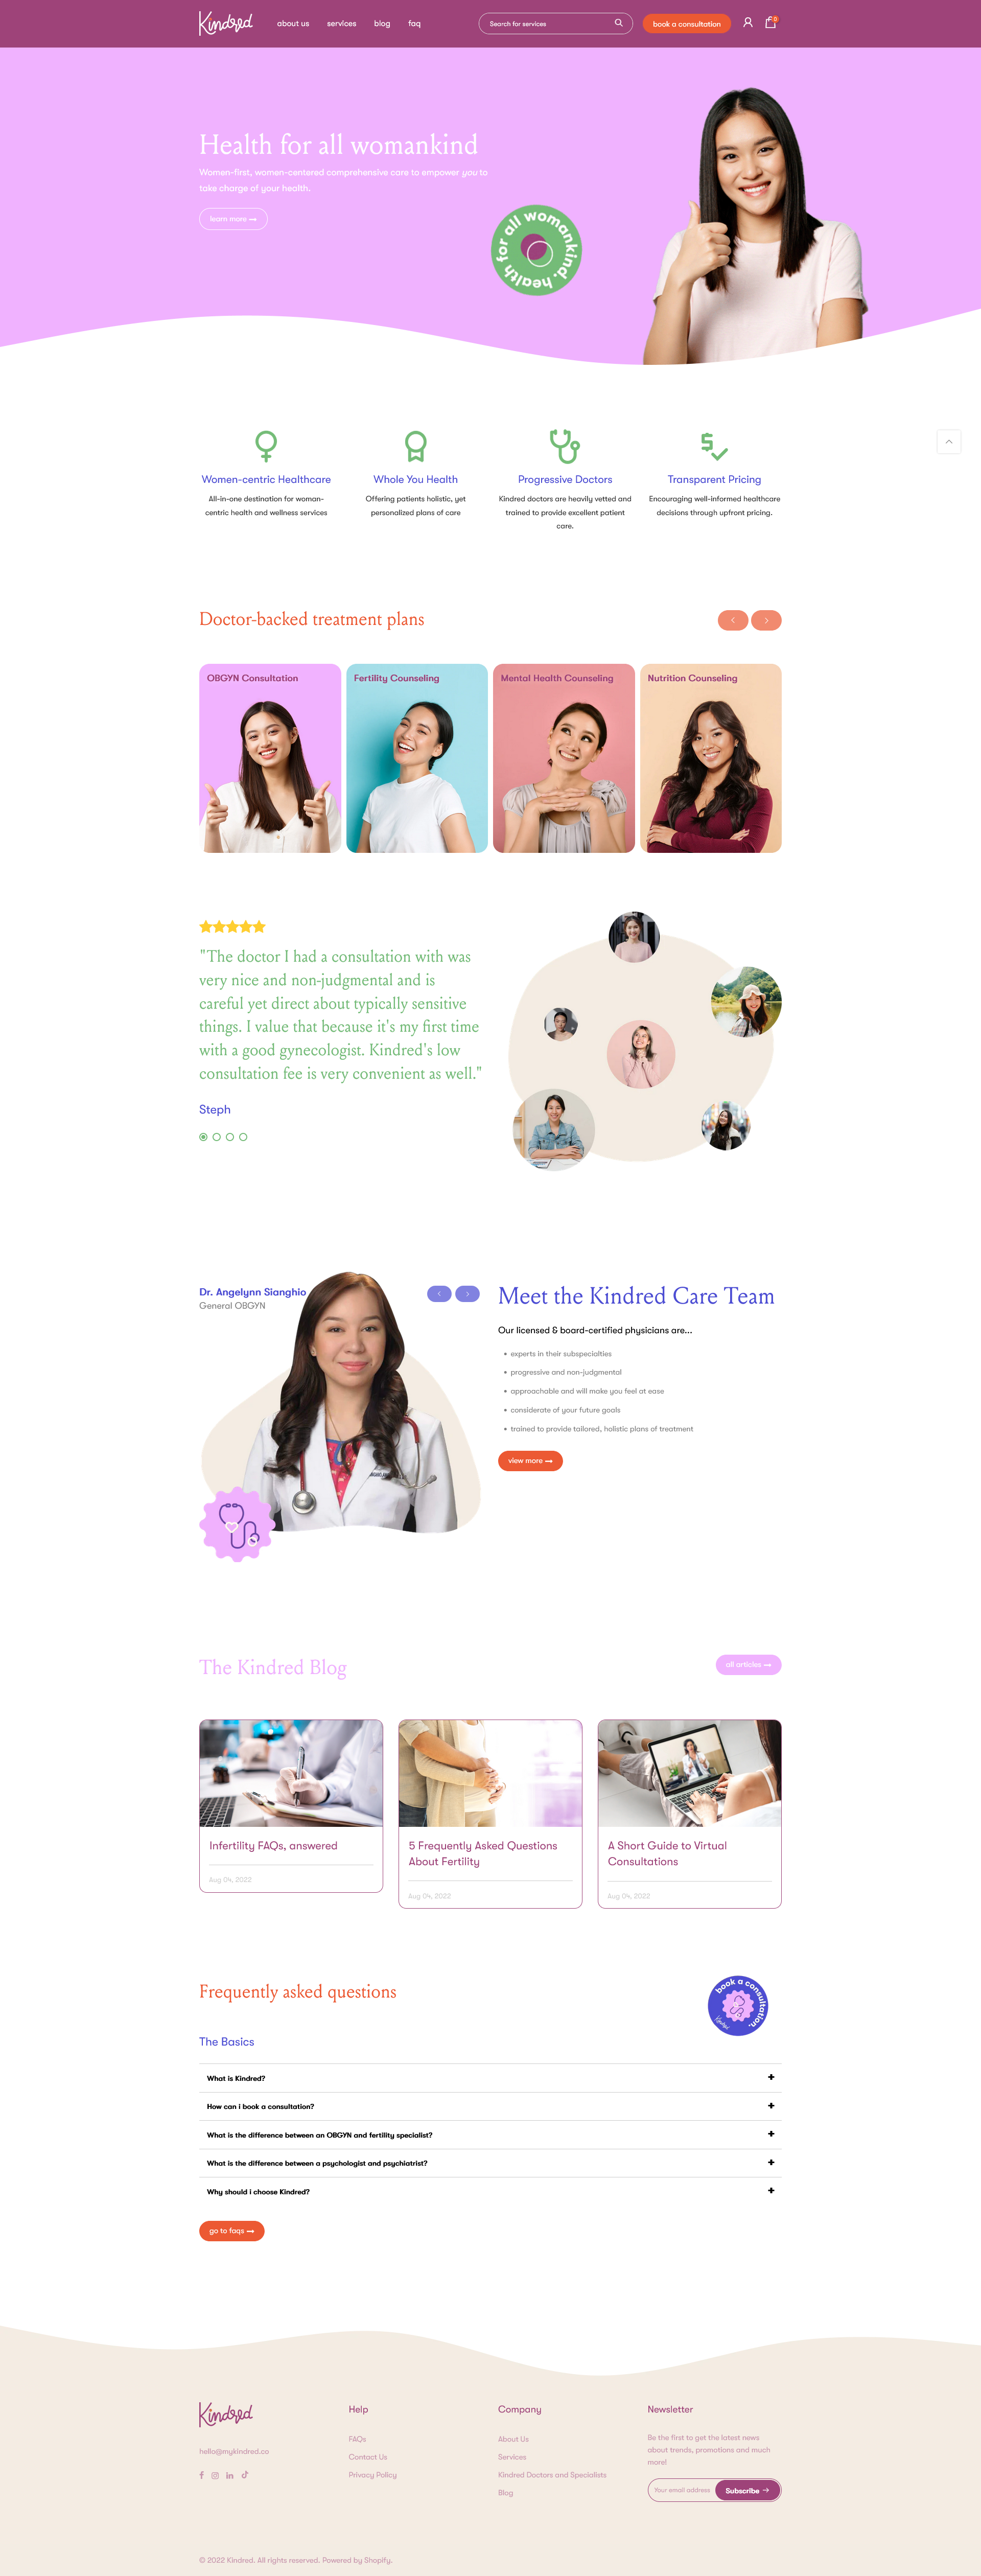 Kindred
about us
services
blog
faq
Search for services
book a consultation
0
Health for all womankind
Women-first, women-centered comprehensive care to empower you to
take charge of your health.
learn more
health for all womankind.
Women-centric Healthcare
All-in-one destination for woman-
centric health and wellness services
Whole You Health
Offering patients holistic, yet
personalized plans of care
Progressive Doctors
Kindred doctors are heavily vetted and
trained to provide excellent patient
care.
Transparent Pricing
Encouraging well-informed healthcare
decisions through upfront pricing.
Doctor-backed treatment plans
OBGYN Consultation
Fertility Counseling
Mental Health Counseling
Nutrition Counseling
"The doctor I had a consultation with was
very nice and non-judgmental and is
careful yet direct about typically sensitive
things. I value that because it's my first time
with a good gynecologist. Kindred's low
consultation fee is very convenient as well."
Steph
Dr. Angelynn Sianghio
General OBGYN
Meet the Kindred Care Team
Our licensed & board-certified physicians are...
• experts in their subspecialties
• progressive and non-judgmental
• approachable and will make you feel at ease
• considerate of your future goals
• trained to provide tailored, holistic plans of treatment
view more
The Kindred Blog
all articles
Infertility FAQs, answered
Aug 04, 2022
5 Frequently Asked Questions
About Fertility
Aug 04, 2022
A Short Guide to Virtual
Consultations
Aug 04, 2022
Frequently asked questions
book a consultation.
Kindred
The Basics
What is Kindred?
How can i book a consultation?
What is the difference between an OBGYN and fertility specialist?
What is the difference between a psychologist and psychiatrist?
Why should i choose Kindred?
go to faqs
Kindred
hello@mykindred.co
Help
FAQs
Contact Us
Privacy Policy
Company
About Us
Services
Kindred Doctors and Specialists
Blog
Newsletter
Be the first to get the latest news
about trends, promotions and much
more!
Your email address
Subscribe
© 2022 Kindred. All rights reserved. Powered by Shopify.